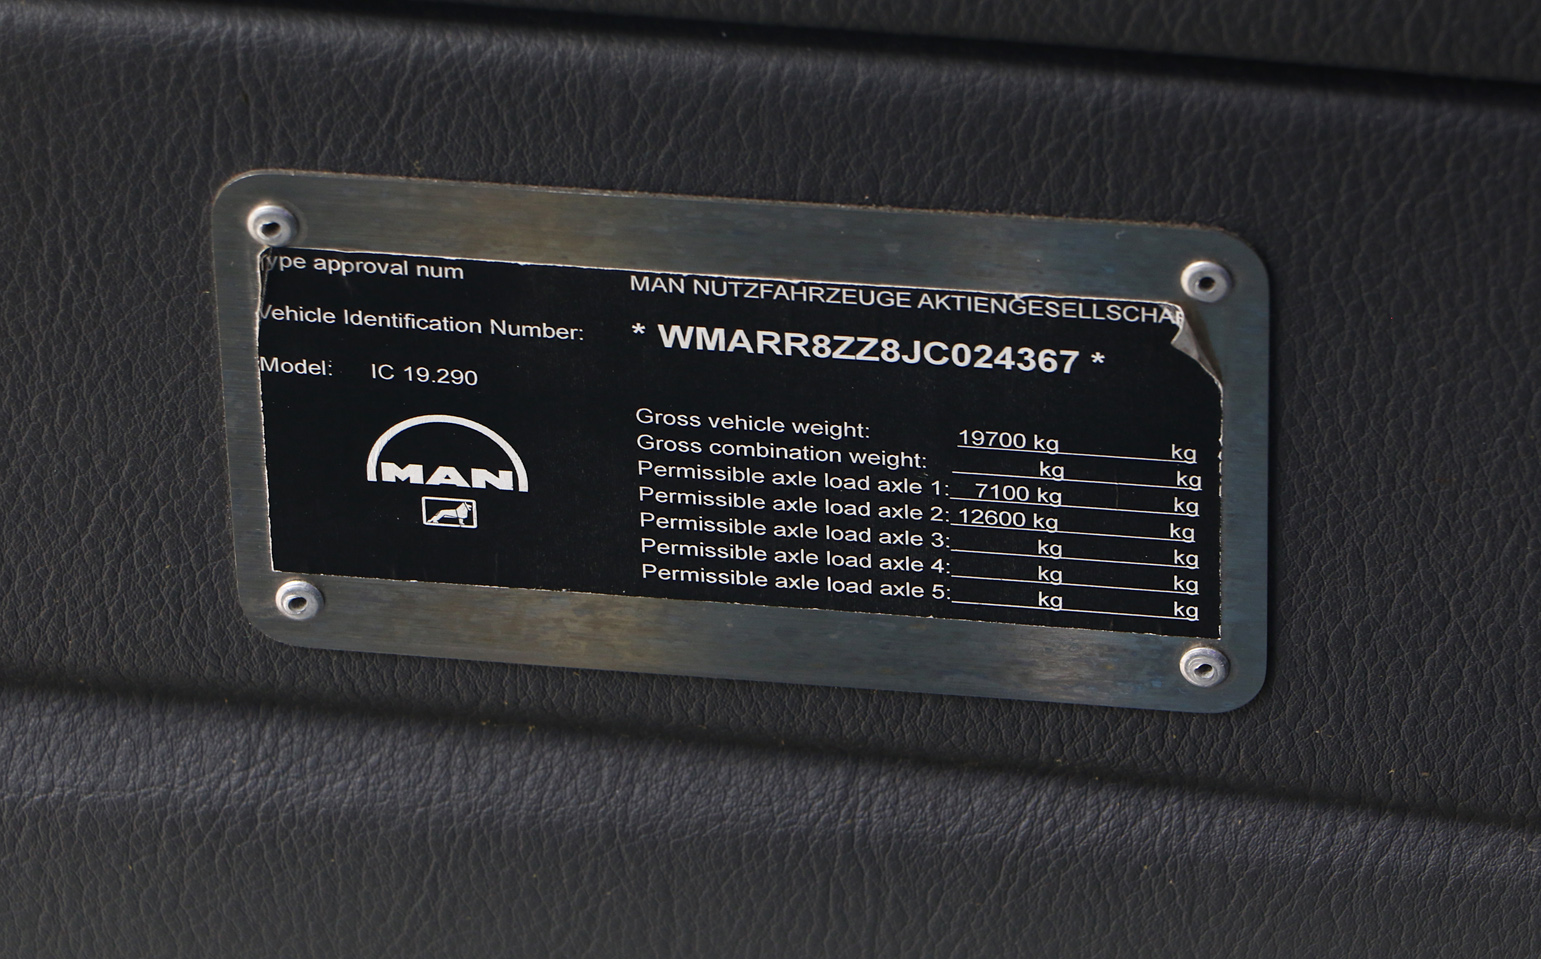 ype approval num
MAN NUTZFAHRZEUGE AKTIENGESELLSCHAF
Vehicle Identification Number: * WMARR8ZZ8JC024367 *
Model: IC 19.290
MAN
Gross vehicle weight: 19700 kg kg
Gross combination weight: kg kg
Permissible axle load axle 1: 7100 kg kg
Permissible axle load axle 2: 12600 kg kg
Permissible axle load axle 3: kg kg
Permissible axle load axle 4: kg kg
Permissible axle load axle 5: kg kg